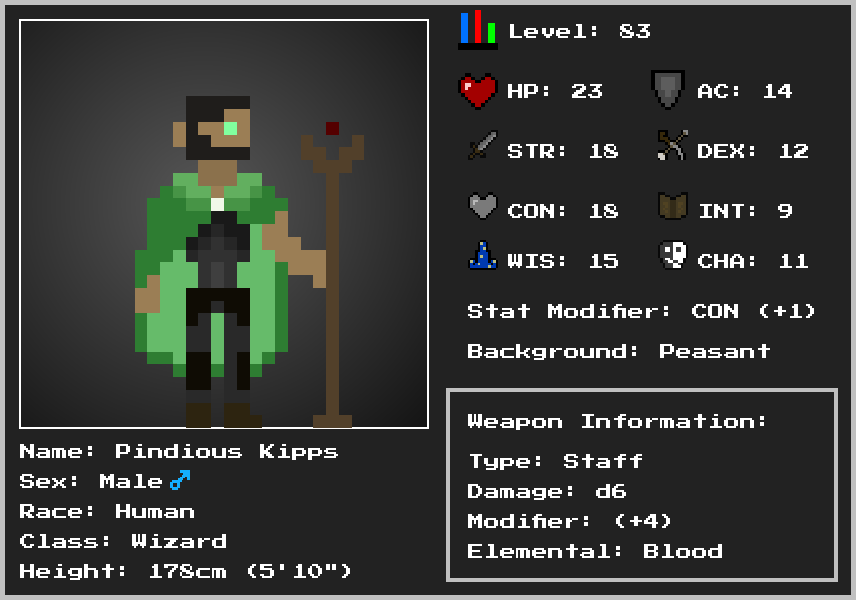 Level: 83
HP: 23 AC: 14
STR: 18 DEX: 12
CON: 18 INT: 9
WIS: 15 CHA: 11
Stat Modifier: CON (+1)
Background: Peasant
Weapon Information:
Type: Staff
Damage: d6
Modifier: (+4)
Elemental: Blood
Name: Pindious Kipps
Sex: Male ♂
Race: Human
Class: Wizard
Height: 178cm (5'10")